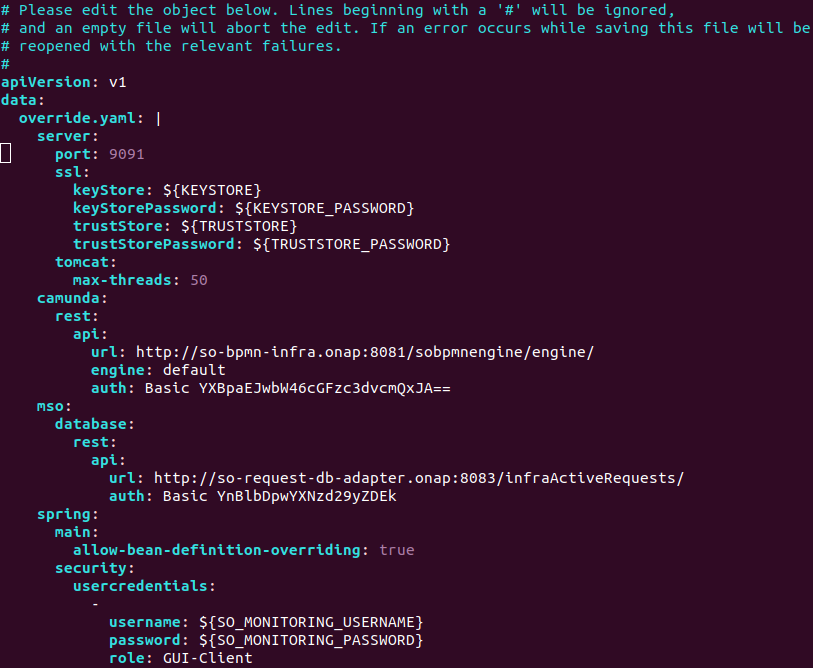 # Please edit the object below. Lines beginning with a '#' will be ignored,
# and an empty file will abort the edit. If an error occurs while saving this file will be
# reopened with the relevant failures.
#
apiVersion: v1
data:
  override.yaml: |
    server:
      port: 9091
      ssl:
        keyStore: ${KEYSTORE}
        keyStorePassword: ${KEYSTORE_PASSWORD}
        trustStore: ${TRUSTSTORE}
        trustStorePassword: ${TRUSTSTORE_PASSWORD}
      tomcat:
        max-threads: 50
    camunda:
      rest:
        api:
          url: http://so-bpmn-infra.onap:8081/sobpmnengine/engine/
          engine: default
          auth: Basic YXBpaEJwbW46cGFzc3dvcmQxJA==
    mso:
      database:
        rest:
          api:
            url: http://so-request-db-adapter.onap:8083/infraActiveRequests/
            auth: Basic YnBlbDpwYXNzd29yZDEk
    spring:
      main:
        allow-bean-definition-overriding: true
      security:
        usercredentials:
          -
            username: ${SO_MONITORING_USERNAME}
            password: ${SO_MONITORING_PASSWORD}
            role: GUI-Client